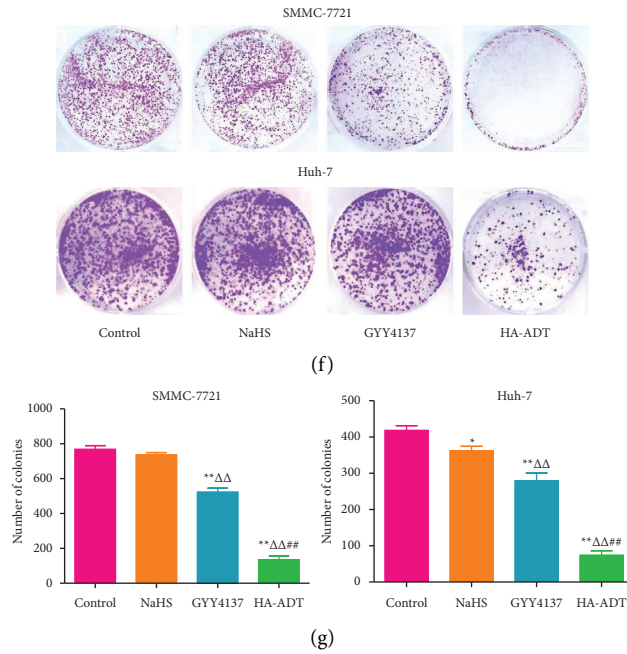 SMMC-7721
Huh-7
Control NaHS GYY4137 HA-ADT
(f)
SMMC-7721
Number of colonies
1000
800
600
400
200
0
**ΔΔ
**ΔΔ##
Control NaHS GYY4137 HA-ADT
Huh-7
Number of colonies
500
400
300
200
100
0
*
**ΔΔ
**ΔΔ##
Control NaHS GYY4137 HA-ADT
(g)